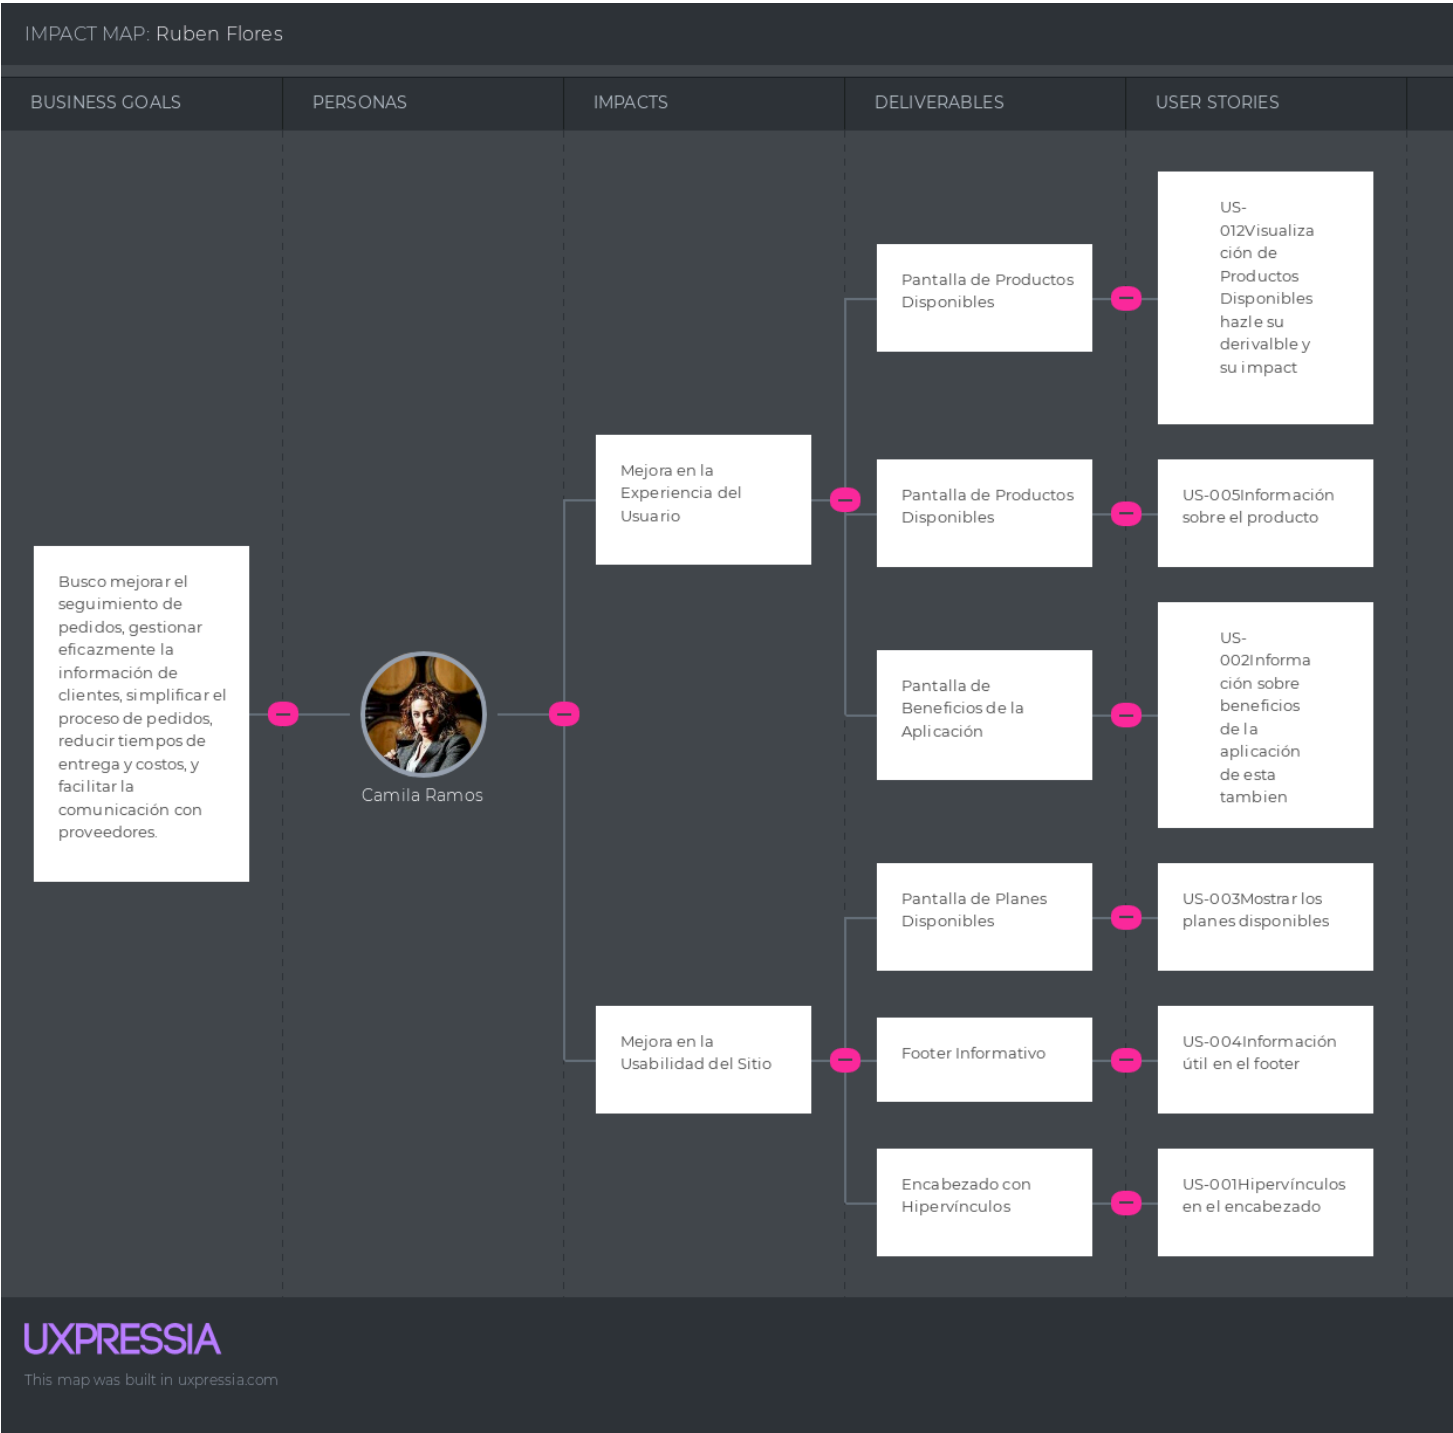 IMPACT MAP: Ruben Flores
BUSINESS GOALS
PERSONAS
IMPACTS
DELIVERABLES
USER STORIES
Busco mejorar el
seguimiento de
pedidos, gestionar
eficazmente la
información de
clientes, simplificar el
proceso de pedidos,
reducir tiempos de
entrega y costos, y
facilitar la
comunicación con
proveedores.
Camila Ramos
Mejora en la
Experiencia del
Usuario
Pantalla de Productos
Disponibles
US-
012Visualiza
ción de
Productos
Disponibles
hazle su
derivalble y
su impact
Pantalla de Productos
Disponibles
US-005Información
sobre el producto
Pantalla de
Beneficios de la
Aplicación
US-
002Informa
ción sobre
beneficios
de la
aplicación
de esta
tambien
Mejora en la
Usabilidad del Sitio
Pantalla de Planes
Disponibles
US-003Mostrar los
planes disponibles
Footer Informativo
US-004Información
útil en el footer
Encabezado con
Hipervínculos
US-001Hipervínculos
en el encabezado
UXPRESSIA
This map was built in uxpressia.com